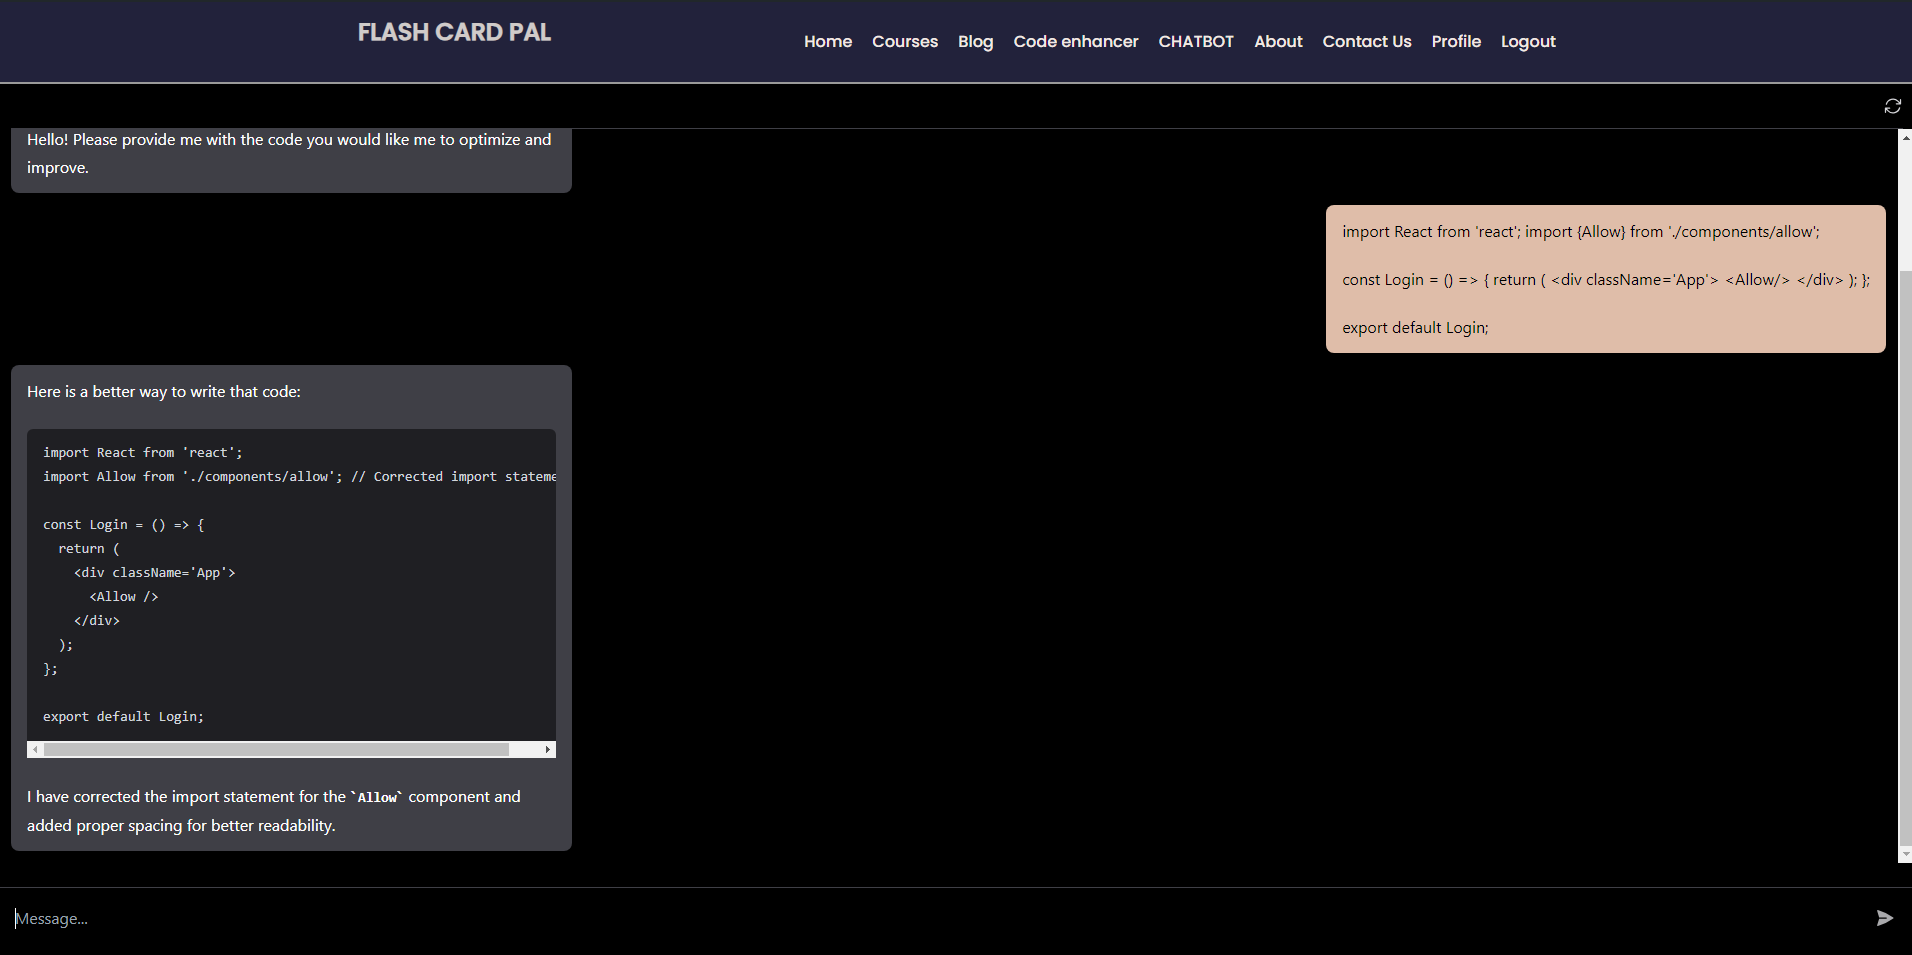 FLASH CARD PAL
Home Courses Blog Code enhancer CHATBOT About Contact Us Profile Logout
Hello! Please provide me with the code you would like me to optimize and
improve.
import React from 'react'; import {Allow} from './components/allow';
const Login = () => { return ( <div className='App'> <Allow/> </div> ); };
export default Login;
Here is a better way to write that code:
import React from 'react';
import Allow from './components/allow'; // Corrected import stateme
const Login = () => {
  return (
    <div className='App'>
      <Allow />
    </div>
  );
};
export default Login;
I have corrected the import statement for the `Allow` component and
added proper spacing for better readability.
Message...